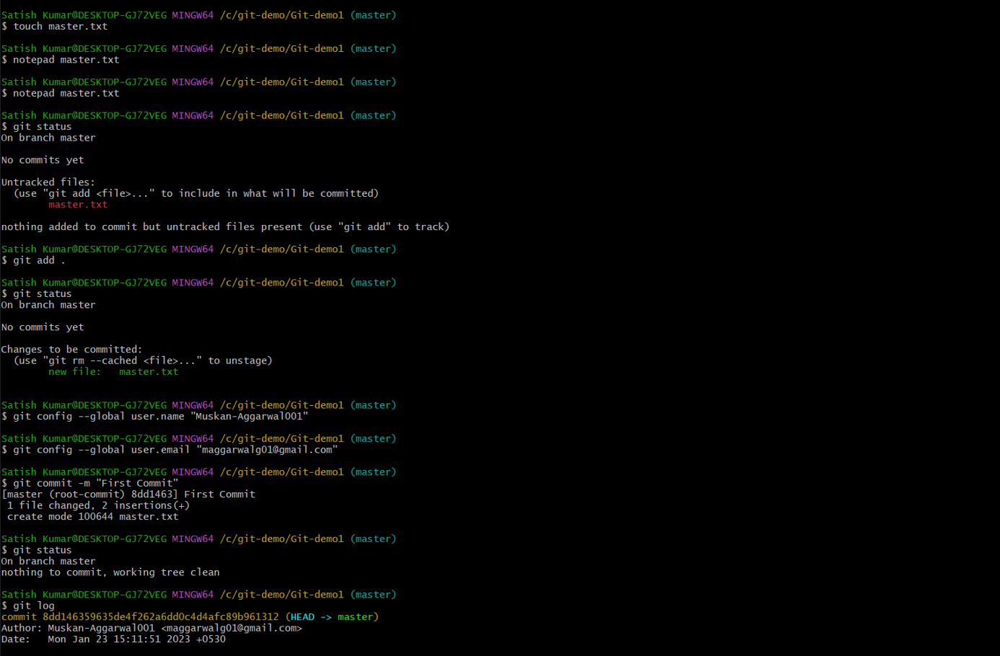 Satish Kumar@DESKTOP-GJ72VEG MINGW64 /c/git-demo/Git-demo1 (master)
$ touch master.txt
Satish Kumar@DESKTOP-GJ72VEG MINGW64 /c/git-demo/Git-demo1 (master)
$ notepad master.txt
Satish Kumar@DESKTOP-GJ72VEG MINGW64 /c/git-demo/Git-demo1 (master)
$ notepad master.txt
Satish Kumar@DESKTOP-GJ72VEG MINGW64 /c/git-demo/Git-demo1 (master)
$ git status
On branch master
No commits yet
Untracked files:
  (use "git add <file>..." to include in what will be committed)
        master.txt
nothing added to commit but untracked files present (use "git add" to track)
Satish Kumar@DESKTOP-GJ72VEG MINGW64 /c/git-demo/Git-demo1 (master)
$ git add .
Satish Kumar@DESKTOP-GJ72VEG MINGW64 /c/git-demo/Git-demo1 (master)
$ git status
On branch master
No commits yet
Changes to be committed:
  (use "git rm --cached <file>..." to unstage)
        new file:   master.txt
Satish Kumar@DESKTOP-GJ72VEG MINGW64 /c/git-demo/Git-demo1 (master)
$ git config --global user.name "Muskan-Aggarwal001"
Satish Kumar@DESKTOP-GJ72VEG MINGW64 /c/git-demo/Git-demo1 (master)
$ git config --global user.email "maggarwalg01@gmail.com"
Satish Kumar@DESKTOP-GJ72VEG MINGW64 /c/git-demo/Git-demo1 (master)
$ git commit -m "First Commit"
[master (root-commit) 8dd1463] First Commit
 1 file changed, 2 insertions(+)
 create mode 100644 master.txt
Satish Kumar@DESKTOP-GJ72VEG MINGW64 /c/git-demo/Git-demo1 (master)
$ git status
On branch master
nothing to commit, working tree clean
Satish Kumar@DESKTOP-GJ72VEG MINGW64 /c/git-demo/Git-demo1 (master)
$ git log
commit 8dd146359635de4f262a6dd0c4d4afc89b961312 (HEAD -> master)
Author: Muskan-Aggarwal001 <maggarwalg01@gmail.com>
Date:   Mon Jan 23 15:11:51 2023 +0530